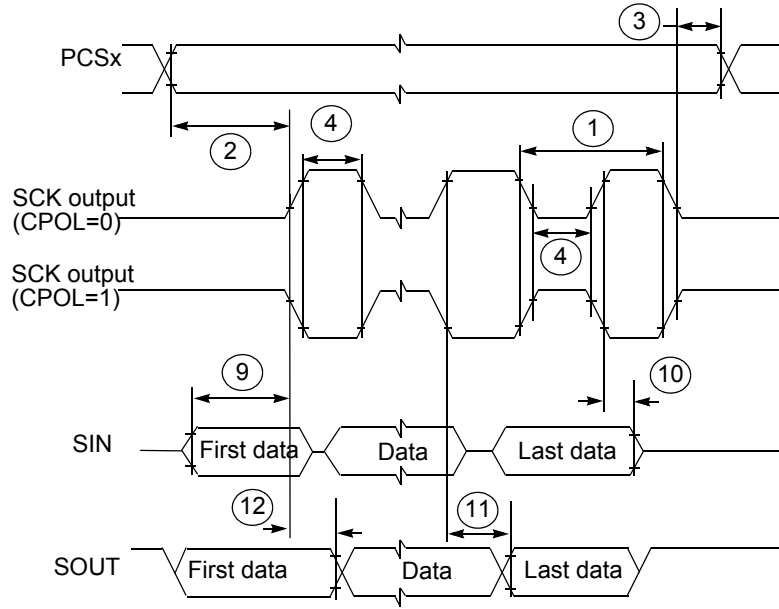 3
PCSx
2
4
1
SCK output
(CPOL=0)
4
SCK output
(CPOL=1)
9
10
SIN
First data
Data
Last data
12
11
SOUT
First data
Data
Last data